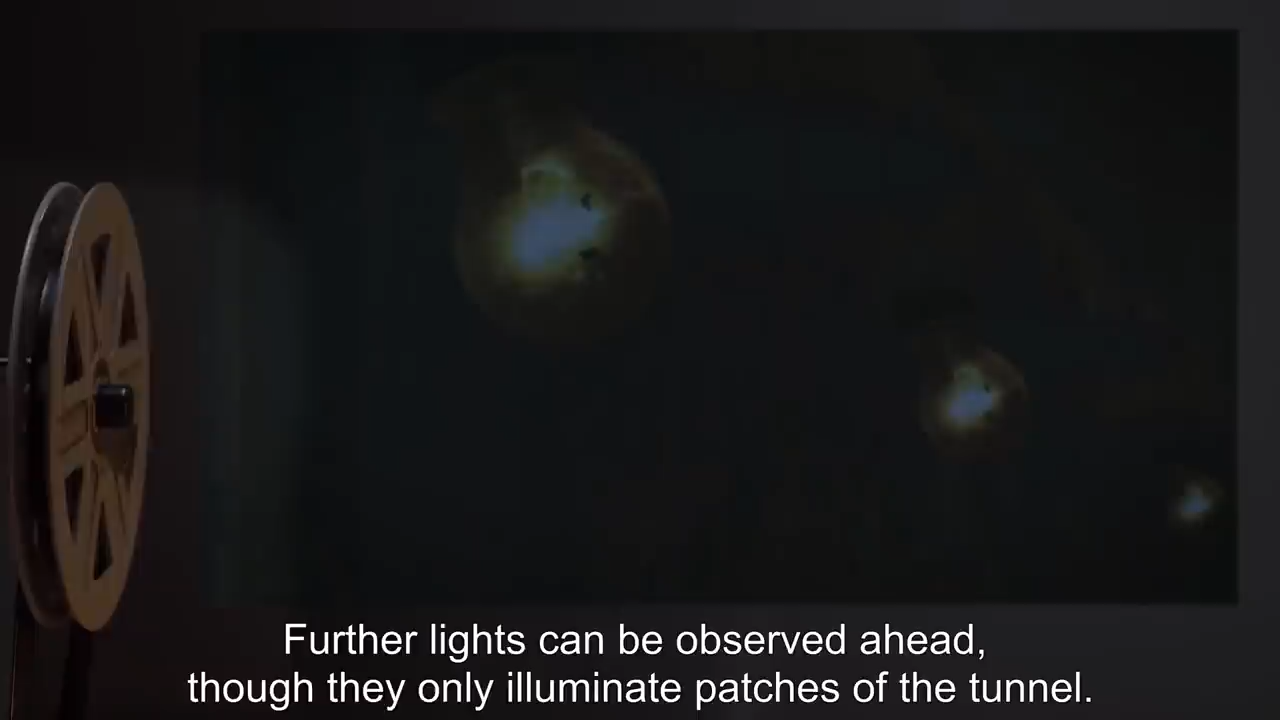 Further lights can be observed ahead,
though they only illuminate patches of the tunnel.